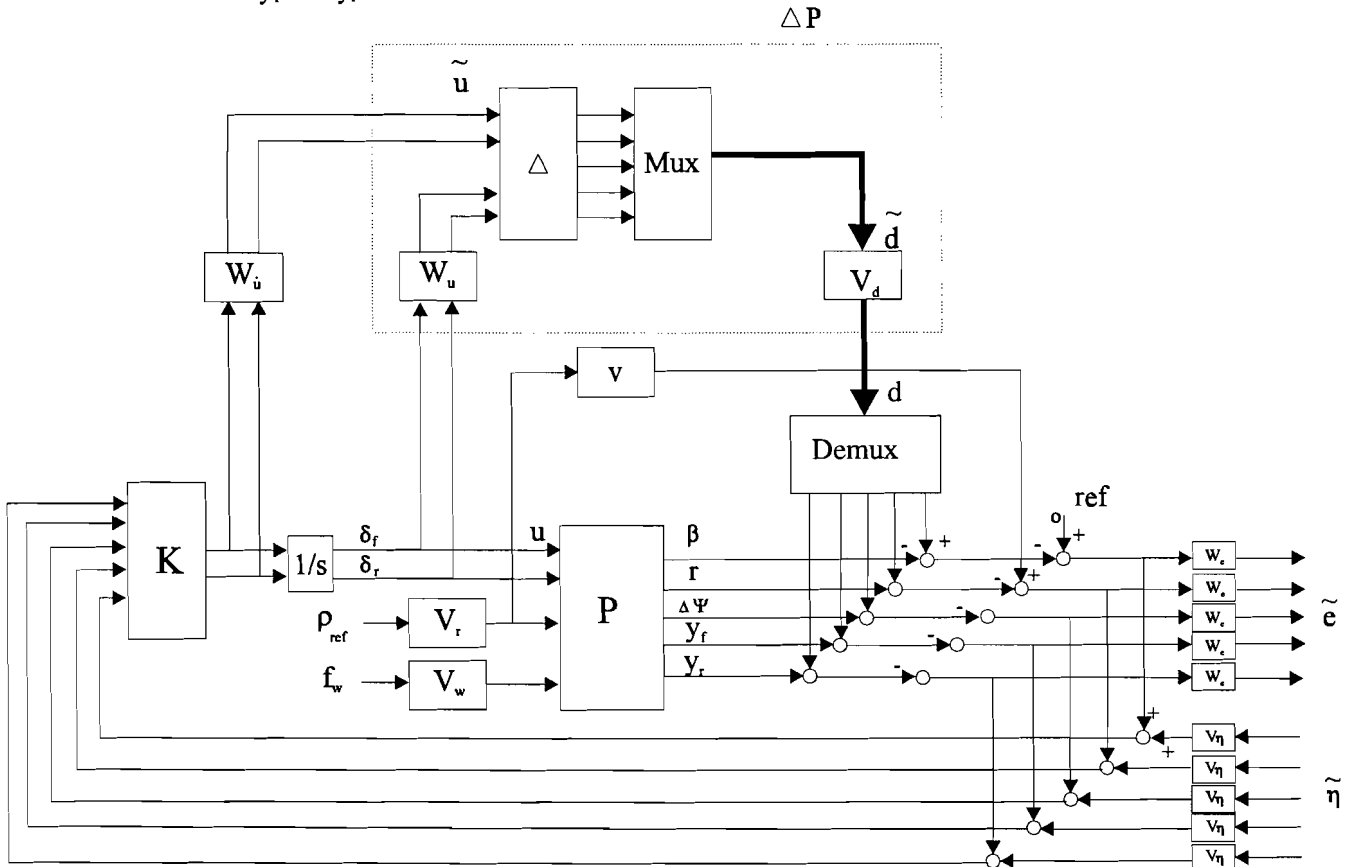 △P
~
u
△
Mux
~
d
W_u̇
W_u
V_d
v
d
Demux
ref
o
+
K
1/s
δ_f
δ_r
u
P
β
r
ΔΨ
y_f
y_r
-
+
-
-
+
-
-
-
ρ_ref
V_r
f_w
V_w
W_e
W_e
W_e
W_e
W_e
~
e
+
+
V_η
V_η
V_η
V_η
V_η
~
η